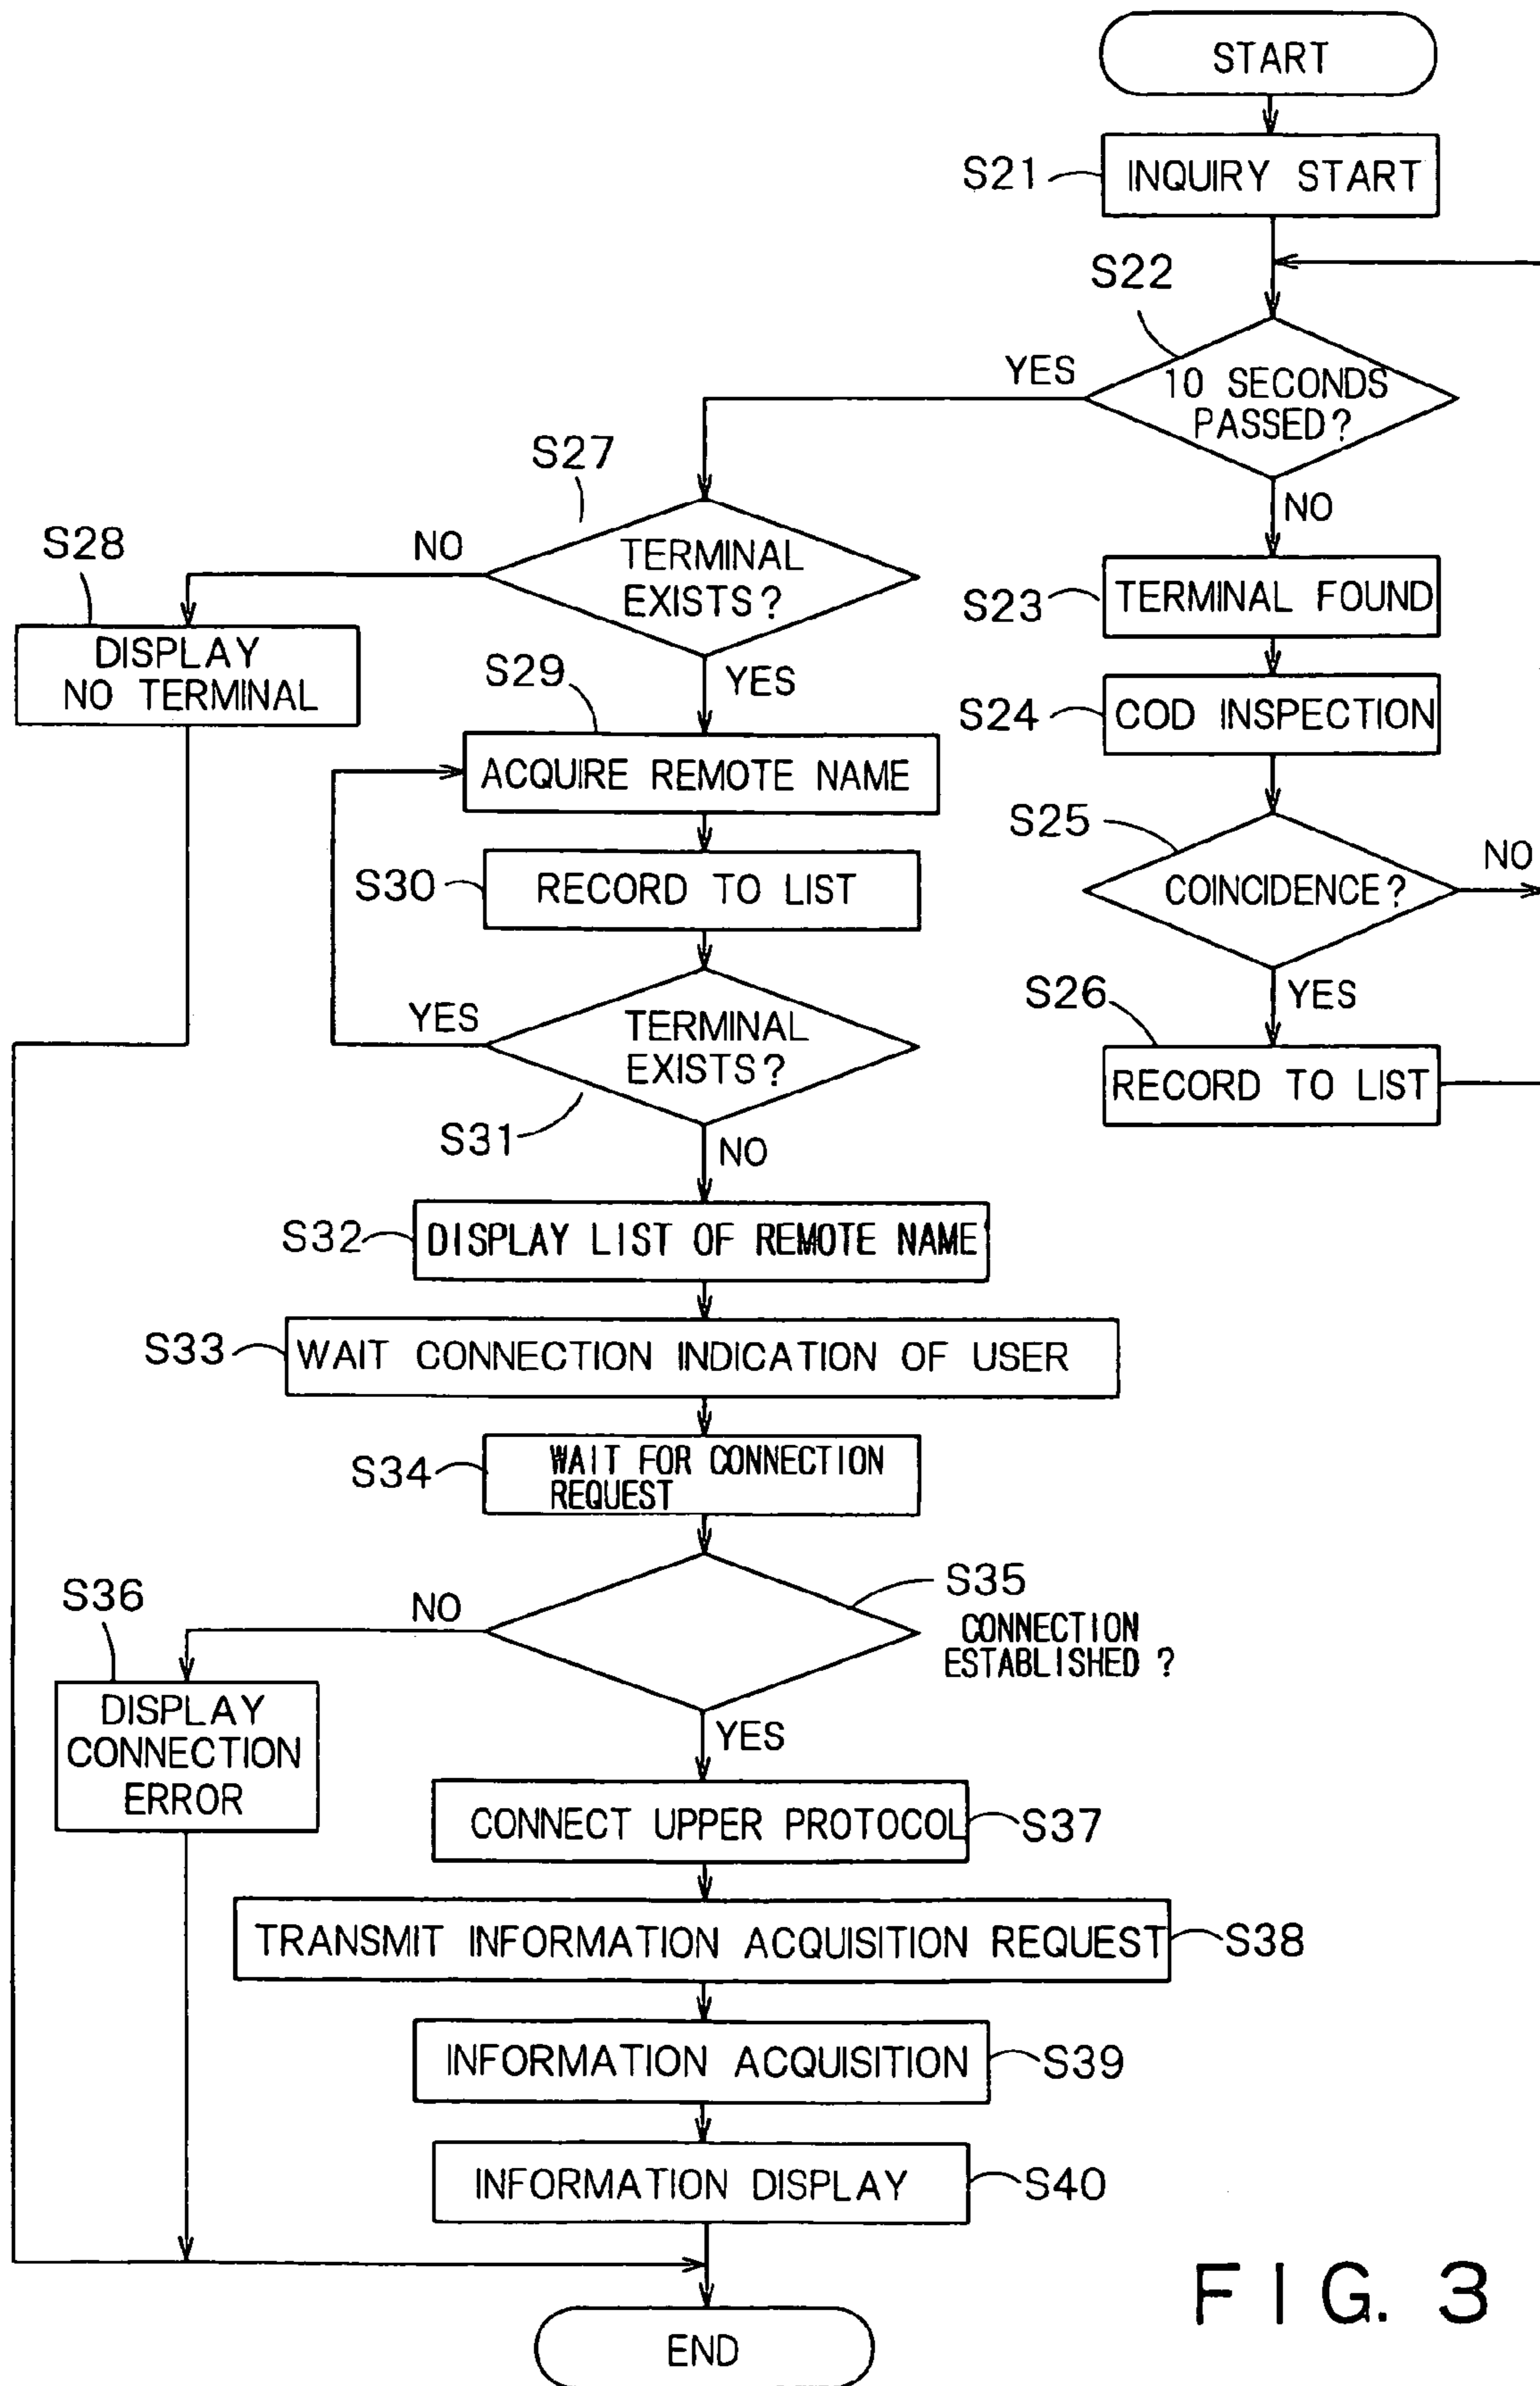 START
S21
INQUIRY START
S22
10 SECONDS
PASSED?
YES
NO
S23
TERMINAL FOUND
S24
COD INSPECTION
S25
COINCIDENCE?
NO
YES
S26
RECORD TO LIST
S27
TERMINAL
EXISTS?
NO
YES
S28
DISPLAY
NO TERMINAL
S29
ACQUIRE REMOTE NAME
S30
RECORD TO LIST
S31
TERMINAL
EXISTS?
YES
NO
S32
DISPLAY LIST OF REMOTE NAME
S33
WAIT CONNECTION INDICATION OF USER
S34
WAIT FOR CONNECTION
REQUEST
S35
CONNECTION
ESTABLISHED ?
NO
YES
S36
DISPLAY
CONNECTION
ERROR
CONNECT UPPER PROTOCOL
S37
TRANSMIT INFORMATION ACQUISITION REQUEST
S38
INFORMATION ACQUISITION
S39
INFORMATION DISPLAY
S40
END
FIG. 3